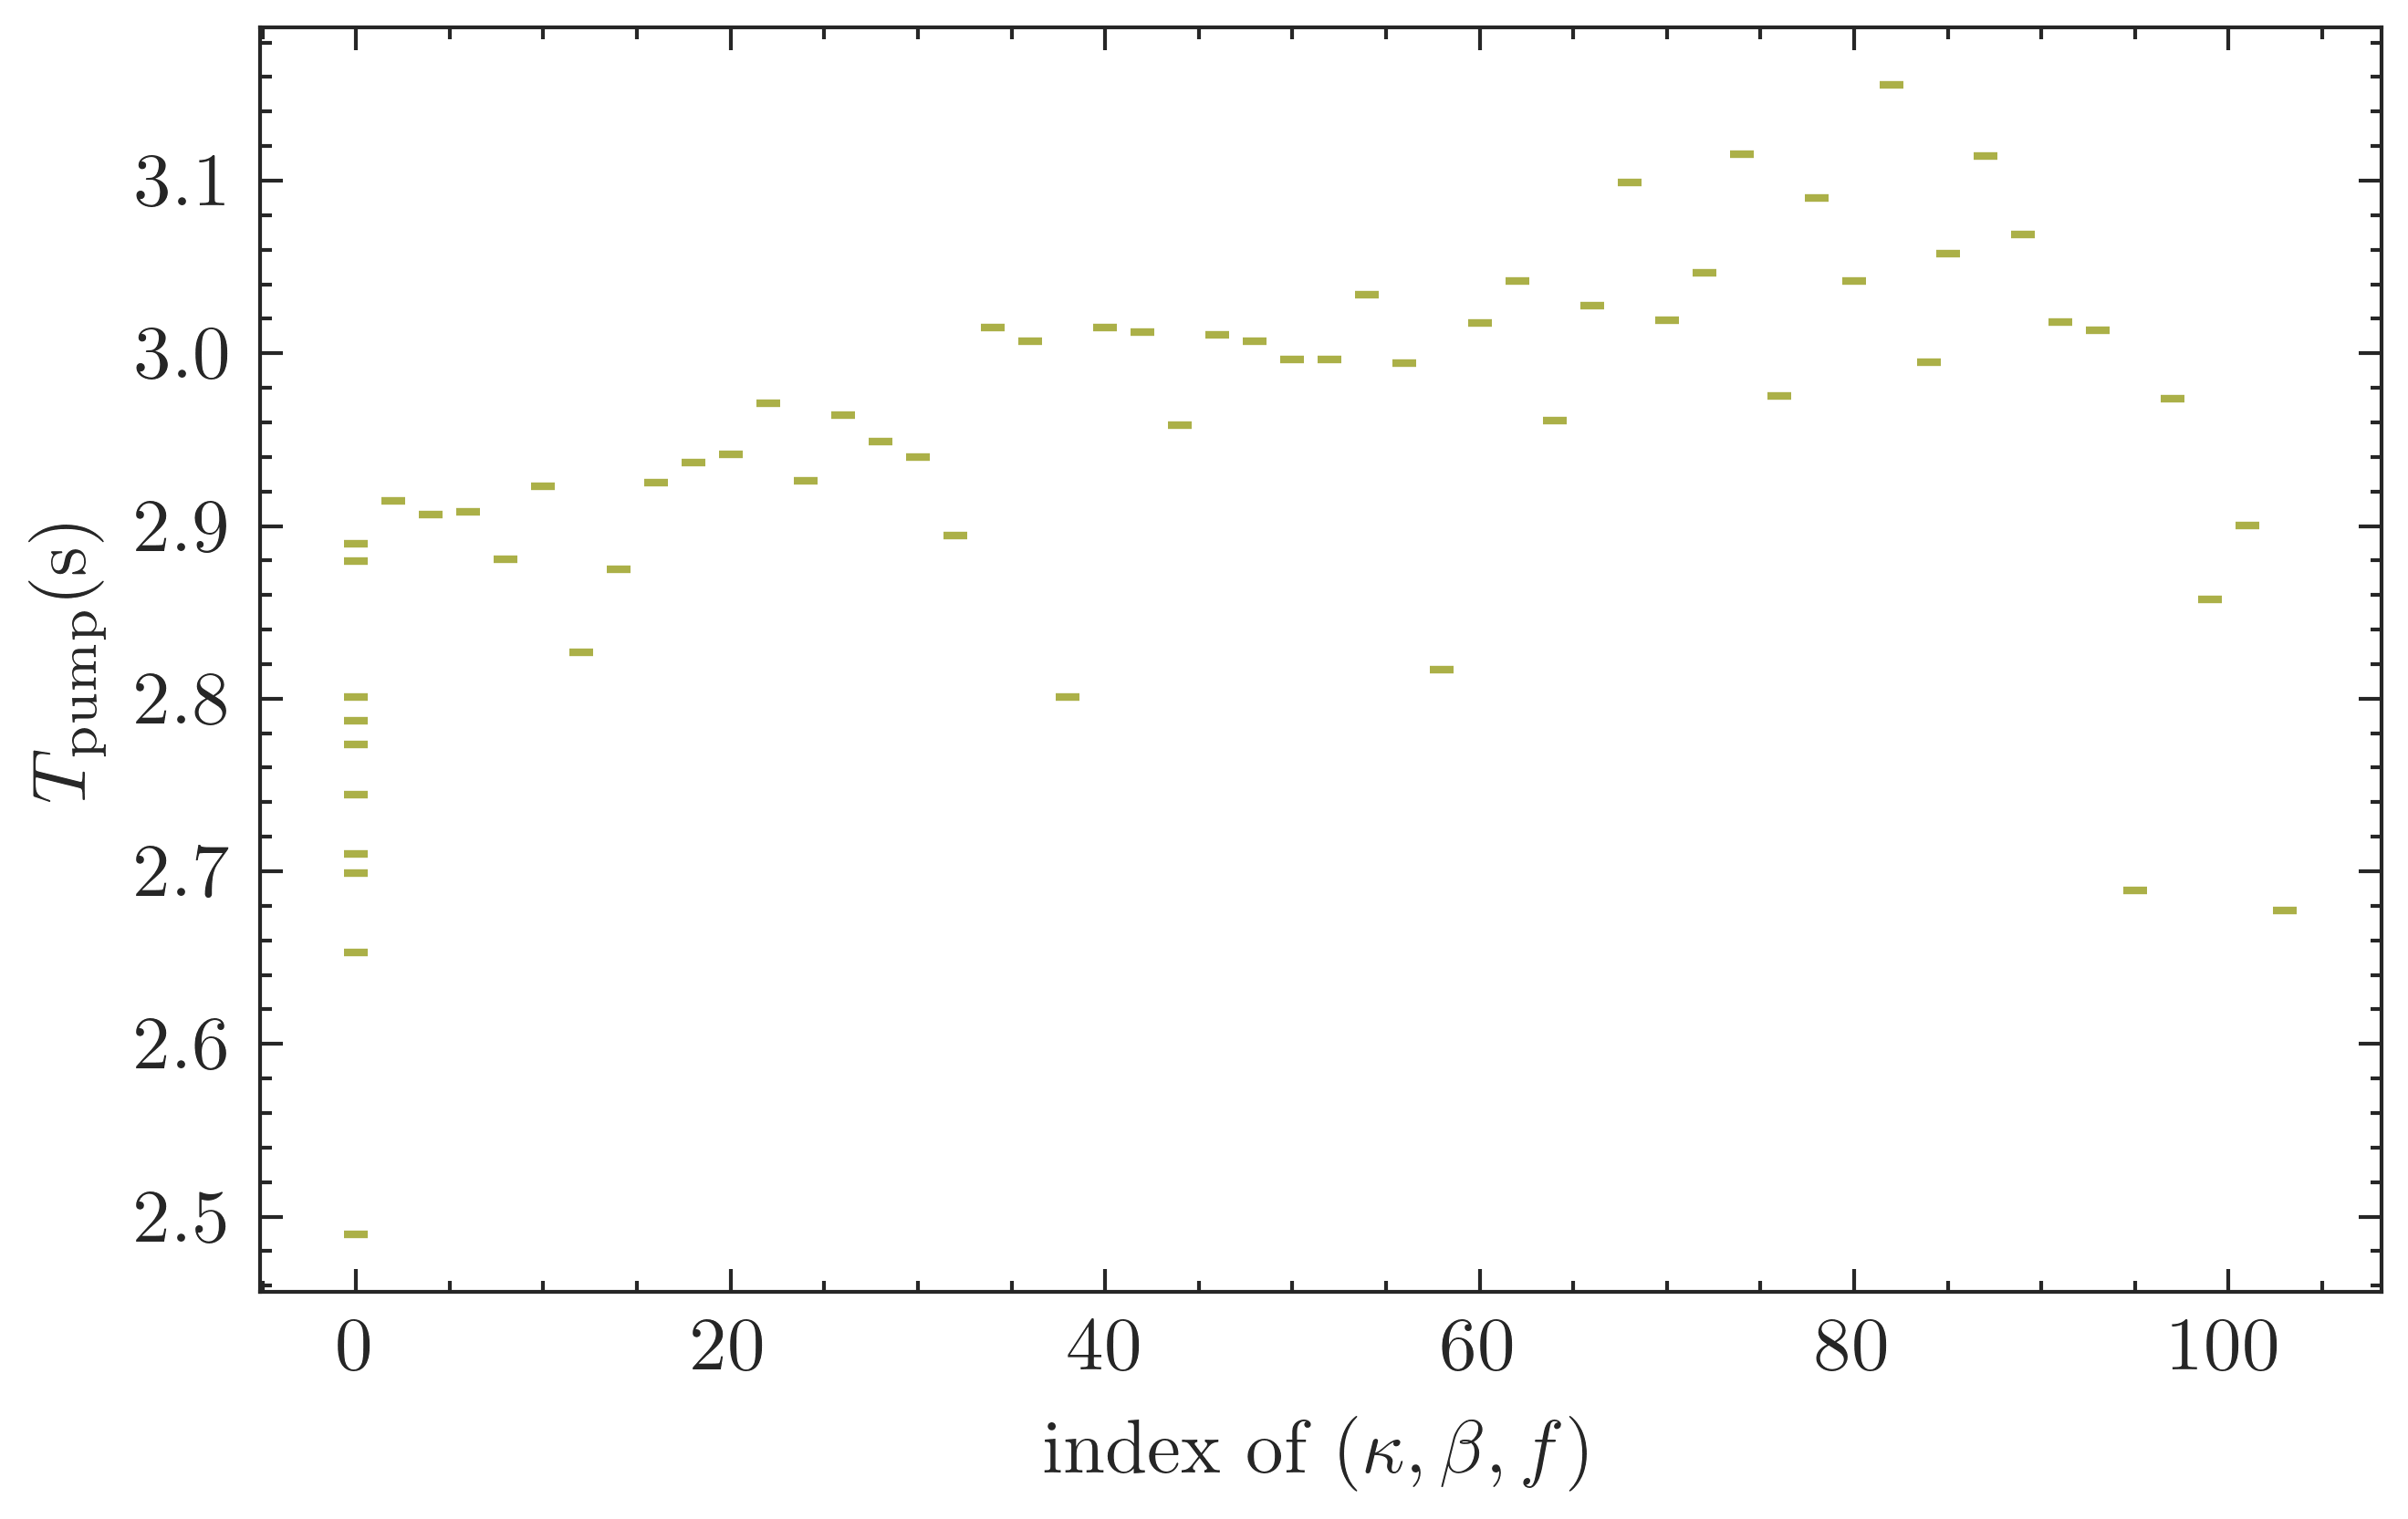 3.1
3.0
2.9
2.8
2.7
2.6
2.5
T_pump(s)
0 20 40 60 80 100
index of (κ, β, f)